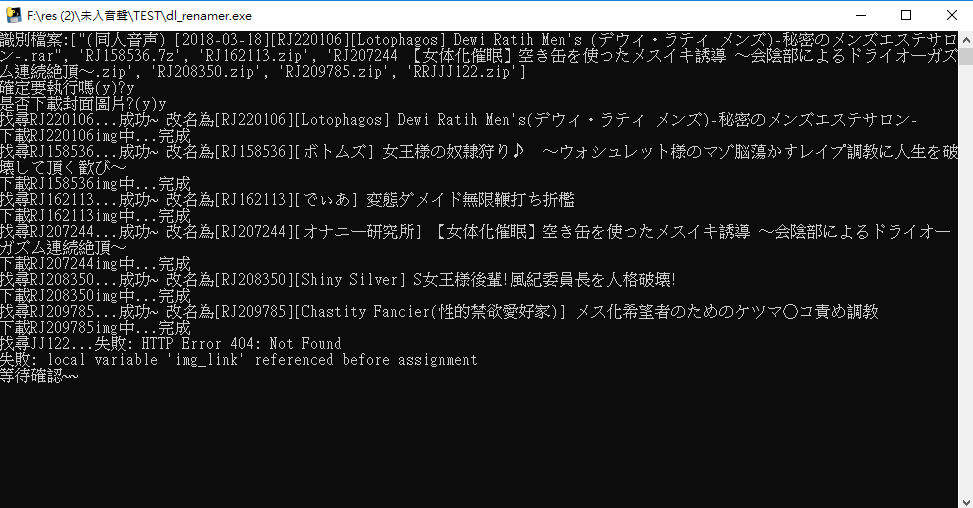 F:\res (2)\未入音聲\TEST\dl_renamer.exe
識別檔案:["(同人音声) [2018-03-18][RJ220106][Lotophagos] Dewi Ratih Men's (デウィ・ラティ メンズ)-秘密のメンズエステサロ
ン-.rar", 'RJ158536.7z', 'RJ162113.zip', 'RJ207244 【女体化催眠】空き缶を使ったメスイキ誘導 ～会陰部によるドライオーガズ
ム連続絶頂～.zip', 'RJ208350.zip', 'RJ209785.zip', 'RRJJJ122.zip']
確定要執行嗎(y)?y
是否下載封面圖片?(y)y
找尋RJ220106...成功~ 改名為[RJ220106][Lotophagos] Dewi Ratih Men's(デウィ・ラティ メンズ)-秘密のメンズエステサロン-
下載RJ220106img中...完成
找尋RJ158536...成功~ 改名為[RJ158536][ボトムズ] 女王様の奴隷狩り♪　～ウォシュレット様のマゾ脳蕩かすレイプ調教に人生を破
壊して頂く歓び～
下載RJ158536img中...完成
找尋RJ162113...成功~ 改名為[RJ162113][でぃあ] 変態ダメイド無限鞭打ち折檻
下載RJ162113img中...完成
找尋RJ207244...成功~ 改名為[RJ207244][オナニー研究所] 【女体化催眠】空き缶を使ったメスイキ誘導 ～会陰部によるドライオー
ガズム連続絶頂～
下載RJ207244img中...完成
找尋RJ208350...成功~ 改名為[RJ208350][Shiny Silver] S女王様後輩!風紀委員長を人格破壊!
下載RJ208350img中...完成
找尋RJ209785...成功~ 改名為[RJ209785][Chastity Fancier(性的禁欲愛好家)] メス化希望者のためのケツマ〇コ責め調教
下載RJ209785img中...完成
找尋JJ122...失敗: HTTP Error 404: Not Found
失敗: local variable 'img_link' referenced before assignment
等待確認~~